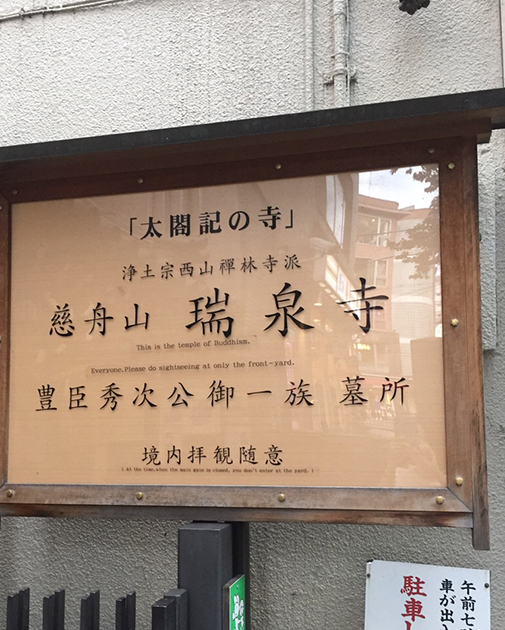 「太閤記の寺」
浄土宗西山禅林寺派
慈舟山 瑞泉寺
This is the temple of Buddhism.
Everyone.Please do sightseeing at only the front-yard.
豊臣秀次公御一族 墓所
境内拝観随意
( At the time,when the main gate is closed, you don't enter at the yard. )
午前七
車が出
駐車